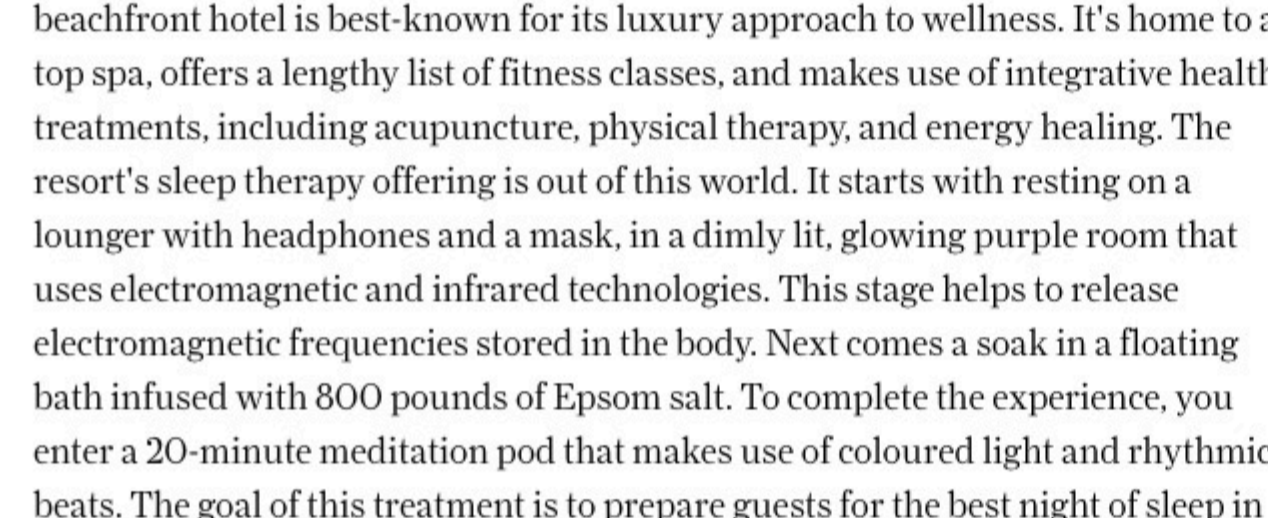 beachfront hotel is best-known for its luxury approach to wellness. It's home to a
top spa, offers a lengthy list of fitness classes, and makes use of integrative health
treatments, including acupuncture, physical therapy, and energy healing. The
resort's sleep therapy offering is out of this world. It starts with resting on a
lounger with headphones and a mask, in a dimly lit, glowing purple room that
uses electromagnetic and infrared technologies. This stage helps to release
electromagnetic frequencies stored in the body. Next comes a soak in a floating
bath infused with 800 pounds of Epsom salt. To complete the experience, you
enter a 20-minute meditation pod that makes use of coloured light and rhythmic
beats. The goal of this treatment is to prepare guests for the best night of sleep in